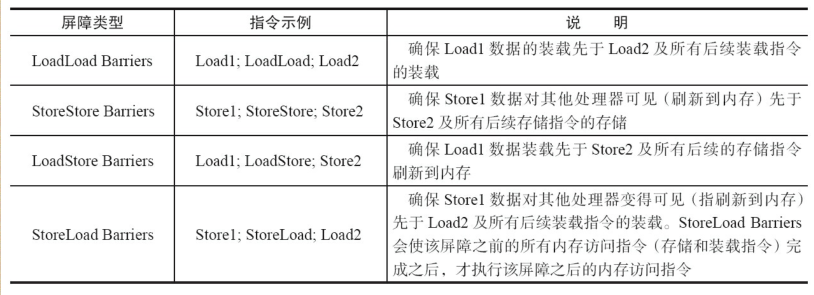 屏障类型 指令示例 说 明
LoadLoad Barriers Load1; LoadLoad; Load2 确保 Load1 数据的装载先于 Load2 及所有后续装载指令
的装载
StoreStore Barriers Store1; StoreStore; Store2 确保 Store1 数据对其他处理器可见（刷新到内存）先于
Store2 及所有后续存储指令的存储
LoadStore Barriers Load1; LoadStore; Store2 确保 Load1 数据装载先于 Store2 及所有后续的存储指令
刷新到内存
StoreLoad Barriers Store1; StoreLoad; Load2 确保 Store1 数据对其他处理器变得可见（指刷新到内存）
先于 Load2 及所有后续装载指令的装载。StoreLoad Barriers
会使该屏障之前的所有内存访问指令（存储和装载指令）完
成之后，才执行该屏障之后的内存访问指令